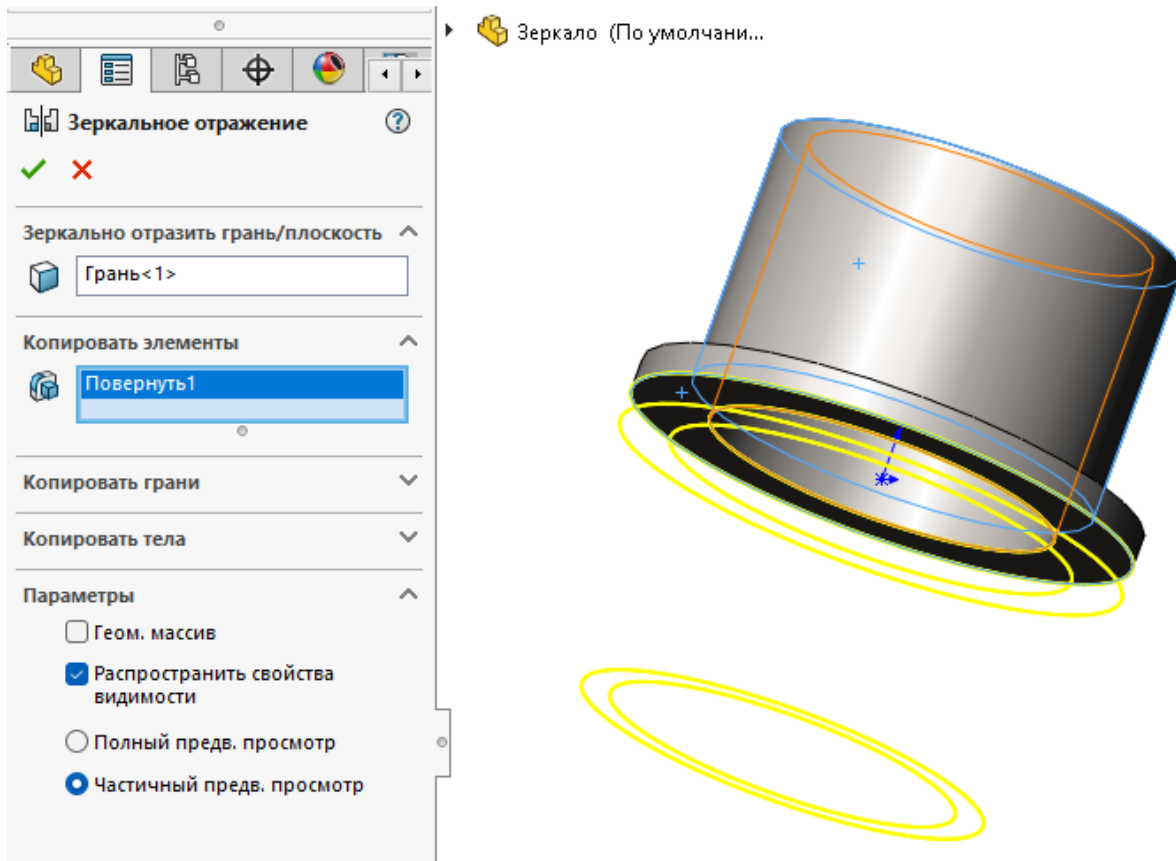 Зеркало (По умолчани...
Зеркальное отражение
Зеркально отразить грань/плоскость
Грань<1>
Копировать элементы
Повернуть1
Копировать грани
Копировать тела
Параметры
Геом. массив
Распространить свойства
видимости
Полный предв. просмотр
Частичный предв. просмотр